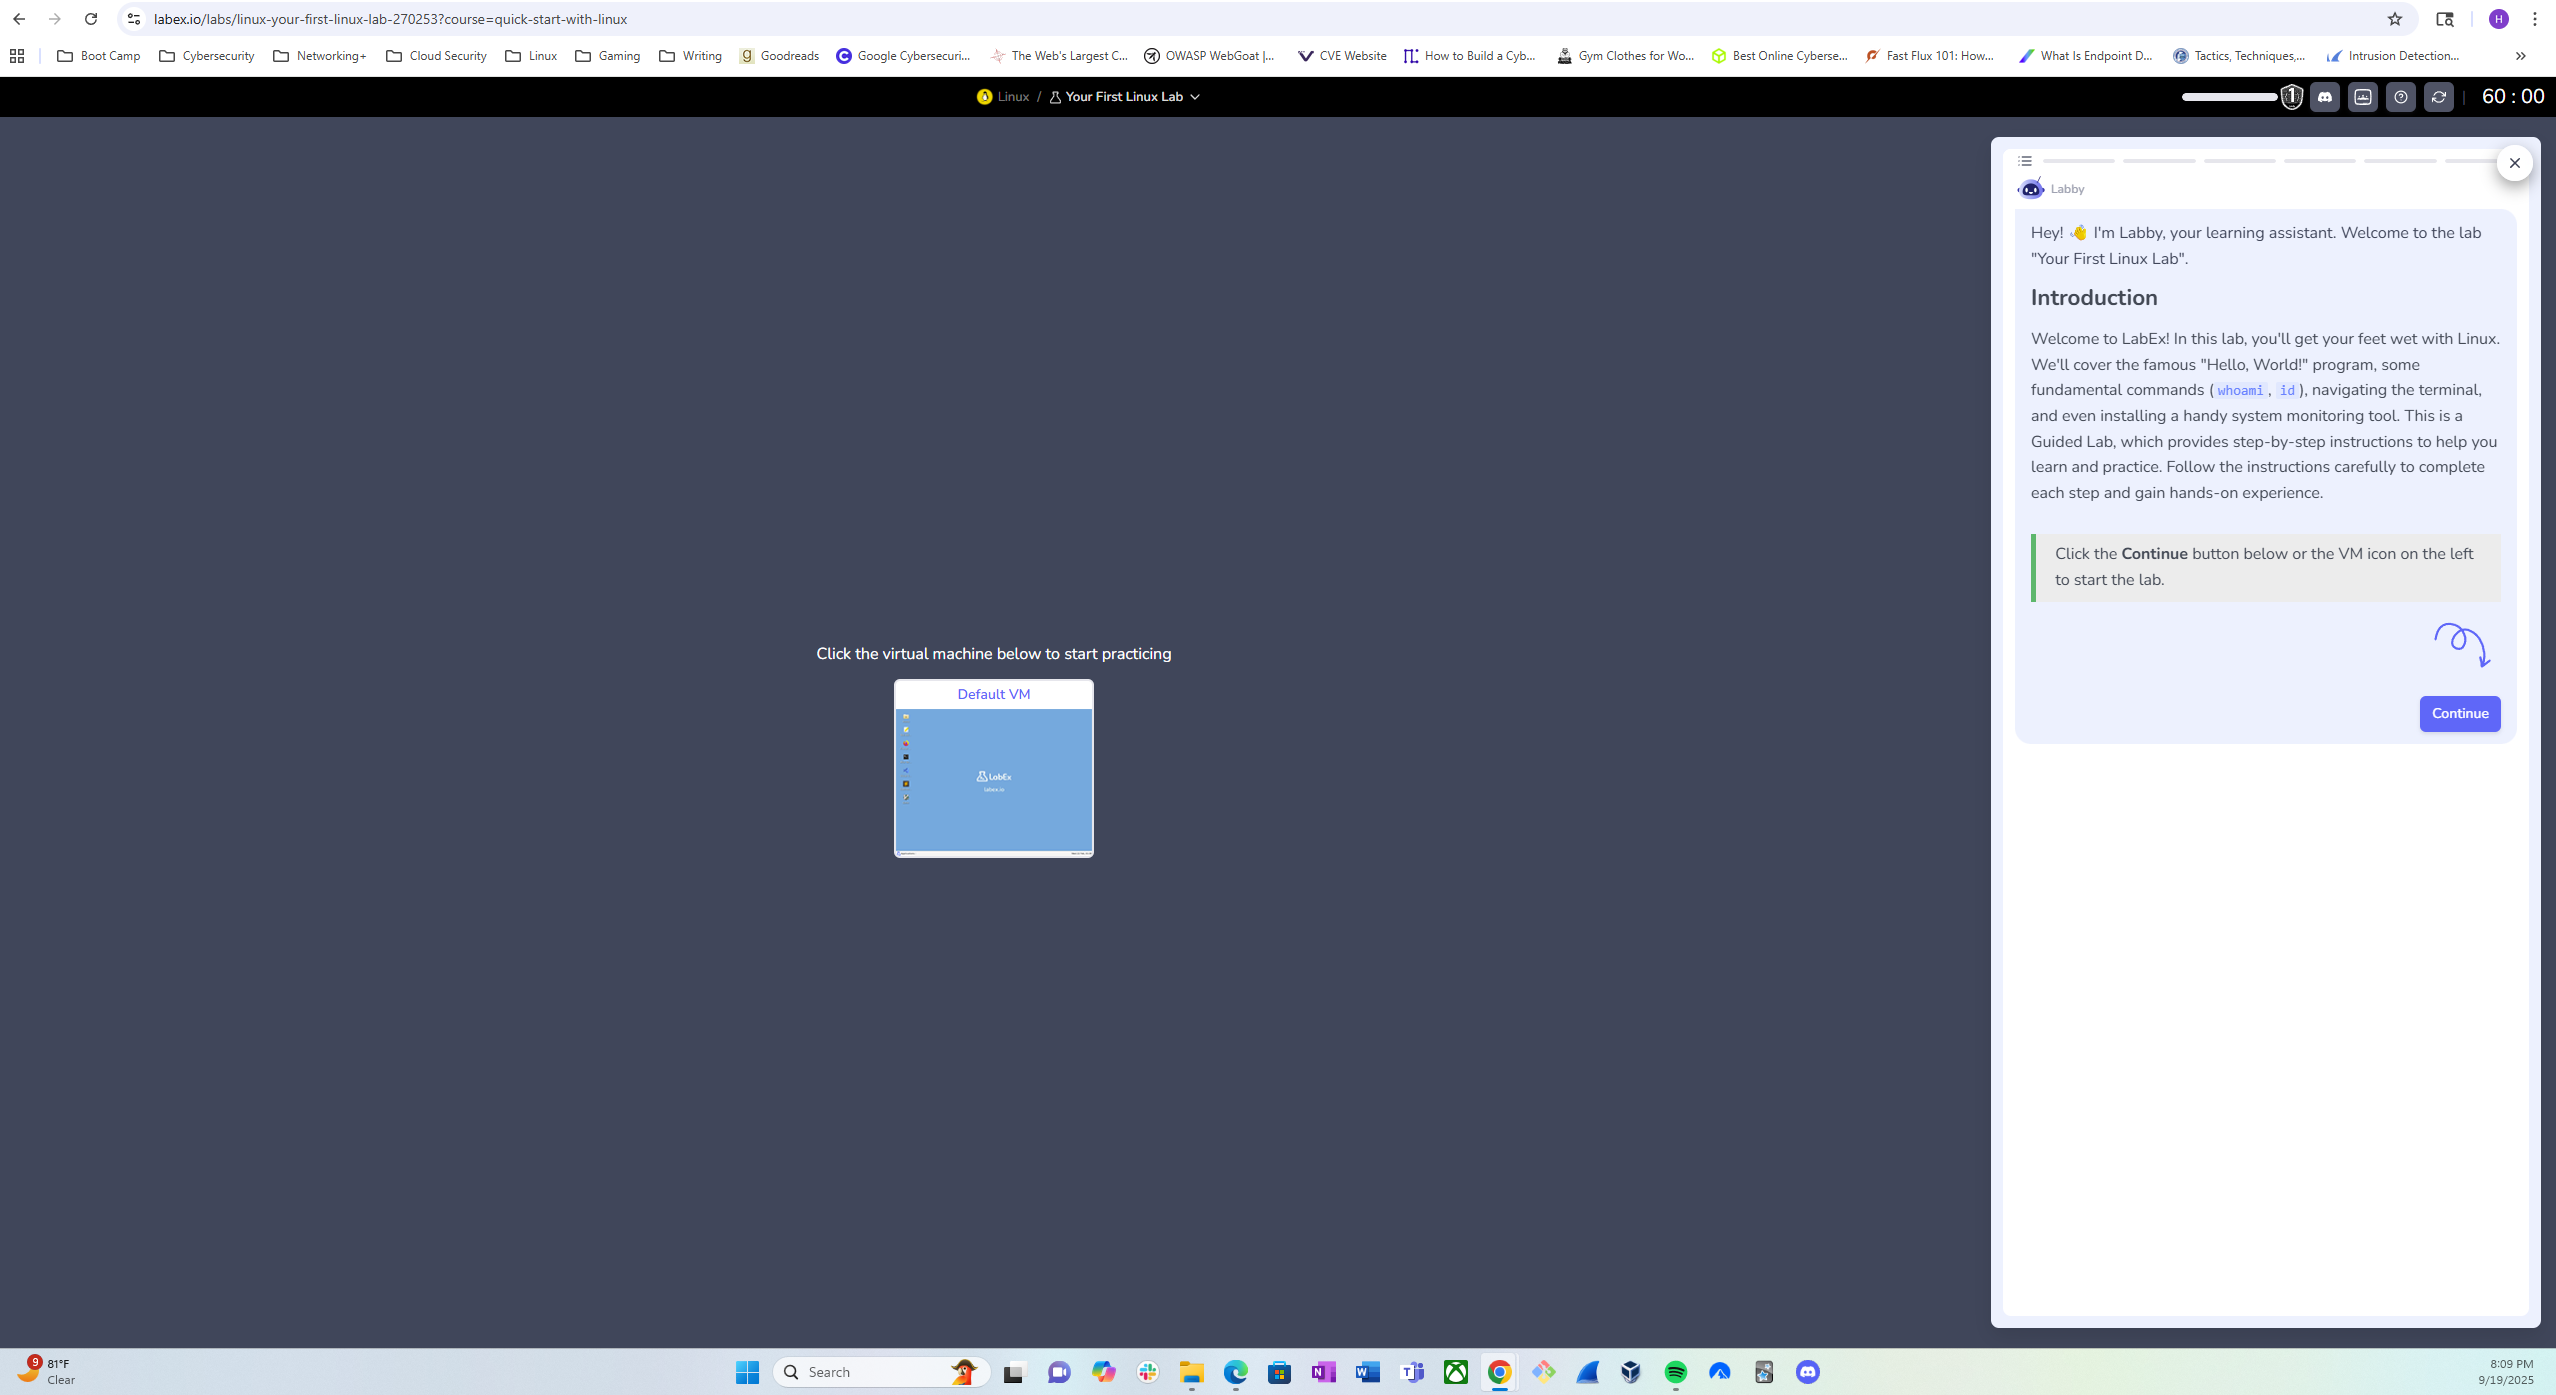 labex.io/labs/linux-your-first-linux-lab-270253?course=quick-start-with-linux
H
Boot Camp Cybersecurity Networking+ Cloud Security Linux Gaming Writing Goodreads Google Cybersecuri... The Web's Largest C... OWASP WebGoat |... CVE Website How to Build a Cyb... Gym Clothes for Wo... Best Online Cyberse... Fast Flux 101: How... What Is Endpoint D... Tactics, Techniques,... Intrusion Detection... »
Linux / Your First Linux Lab
1
60 : 00
Labby
Hey! 👋 I'm Labby, your learning assistant. Welcome to the lab
"Your First Linux Lab".
Introduction
Welcome to LabEx! In this lab, you'll get your feet wet with Linux.
We'll cover the famous "Hello, World!" program, some
fundamental commands (whoami, id), navigating the terminal,
and even installing a handy system monitoring tool. This is a
Guided Lab, which provides step-by-step instructions to help you
learn and practice. Follow the instructions carefully to complete
each step and gain hands-on experience.
Click the Continue button below or the VM icon on the left
to start the lab.
Continue
Click the virtual machine below to start practicing
Default VM
LabEx
labex.io
9
81°F
Clear
Search
8:09 PM
9/19/2025